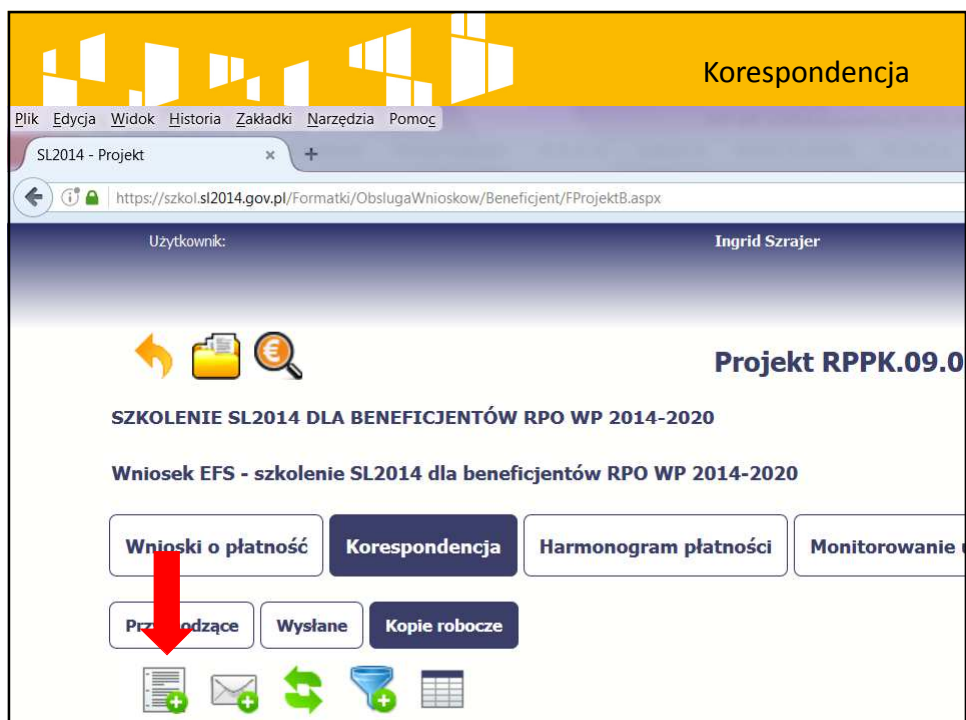 Korespondencja
Plik Edycja Widok Historia Zakładki Narzędzia Pomoc
SL2014 - Projekt × +
https://szkol.sl2014.gov.pl/Formatki/ObslugaWnioskow/Beneficjent/FProjektB.aspx
Użytkownik: Ingrid Szrajer
Projekt RPPK.09.0
SZKOLENIE SL2014 DLA BENEFICJENTÓW RPO WP 2014-2020
Wniosek EFS - szkolenie SL2014 dla beneficjentów RPO WP 2014-2020
Wnioski o płatność Korespondencja Harmonogram płatności Monitorowanie
Wysłane Kopie robocze